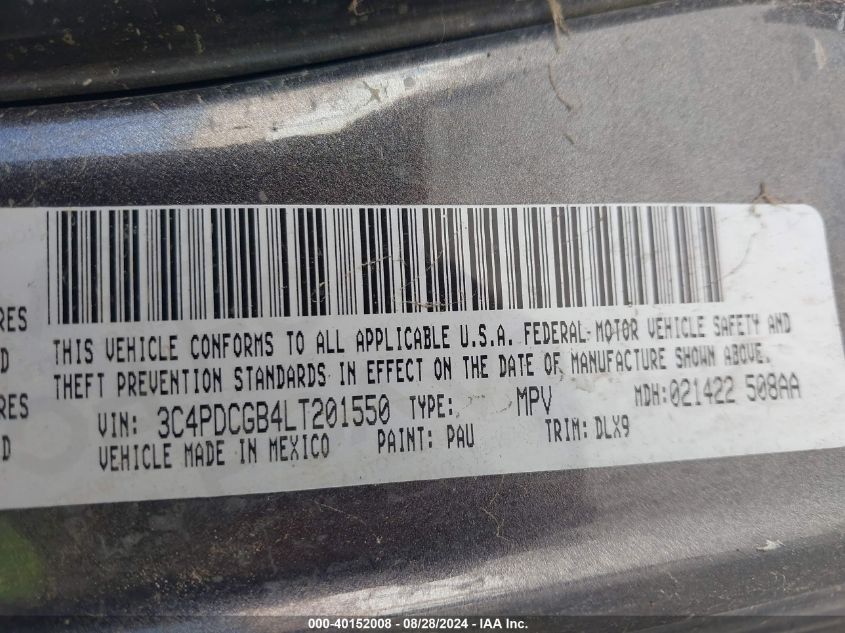 RES
THIS VEHICLE CONFORMS TO ALL APPLICABLE U.S.A. FEDERAL-MOTOR VEHICLE SAFETY AND
D
THEFT PREVENTION STANDARDS IN EFFECT ON THE DATE OF MANUFACTURE SHOWN ABOVE.
RES
VIN: 3C4PDCGB4LT201550 TYPE: MPV MDH:021422 508AA
D
VEHICLE MADE IN MEXICO PAINT: PAU TRIM: DLX9
000-40152008 - 08/28/2024 - IAA Inc.